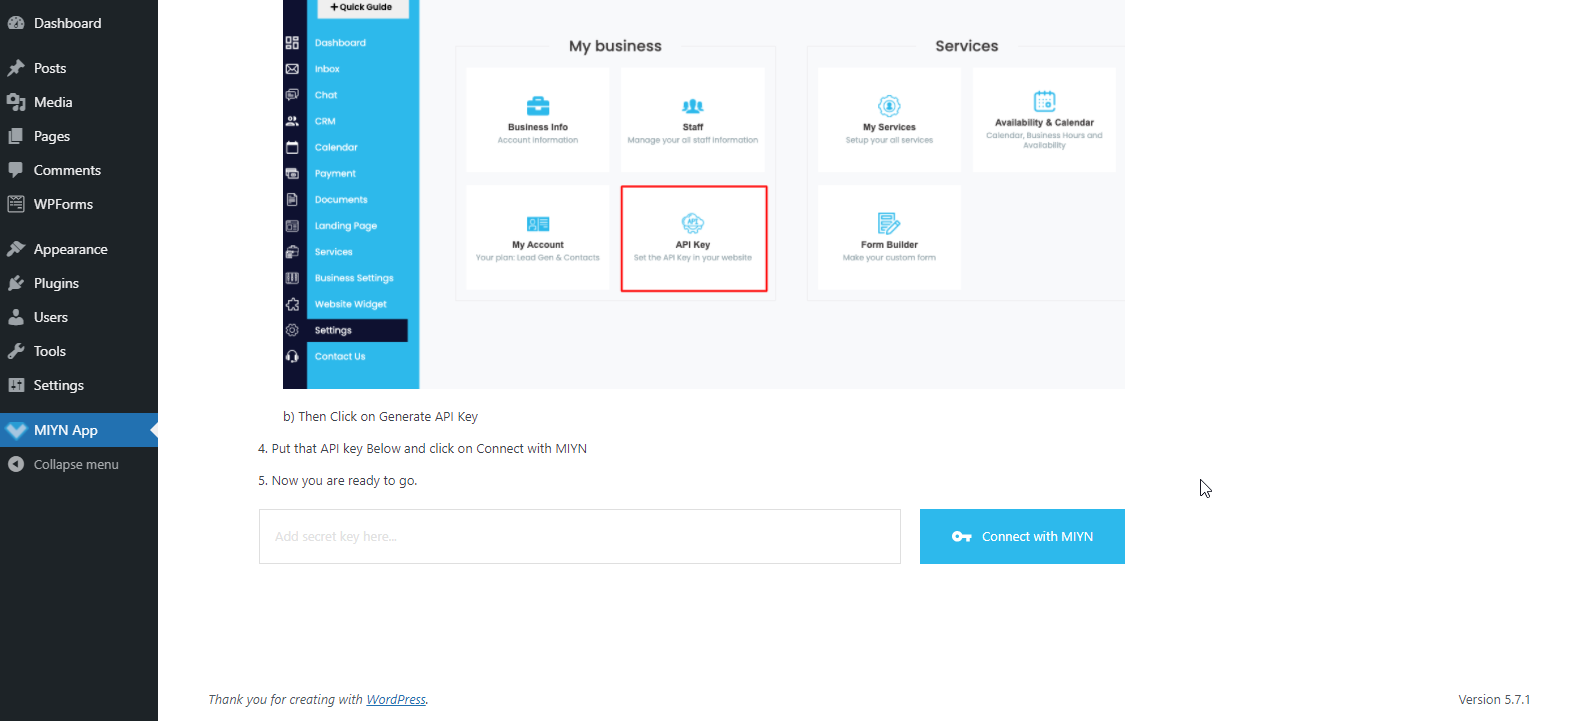 Dashboard
Posts
Media
Pages
Comments
WPForms
Appearance
Plugins
Users
Tools
Settings
MIYN App
Collapse menu
+ Quick Guide
Dashboard
Inbox
Chat
CRM
Calendar
Payment
Documents
Landing Page
Services
Business Settings
Website Widget
Settings
Contact Us
My business
Business Info
Account information
Staff
Manage your all staff information
My Account
Your plan: Lead Gen & Contacts
API
API Key
Set the API Key in your website
Services
My Services
Setup your all services
Availability & Calendar
Calendar, Business Hours and
Availability
Form Builder
Make your custom form
b) Then Click on Generate API Key
4. Put that API key Below and click on Connect with MIYN
5. Now you are ready to go.
Add secret key here...
Connect with MIYN
Thank you for creating with WordPress.
Version 5.7.1